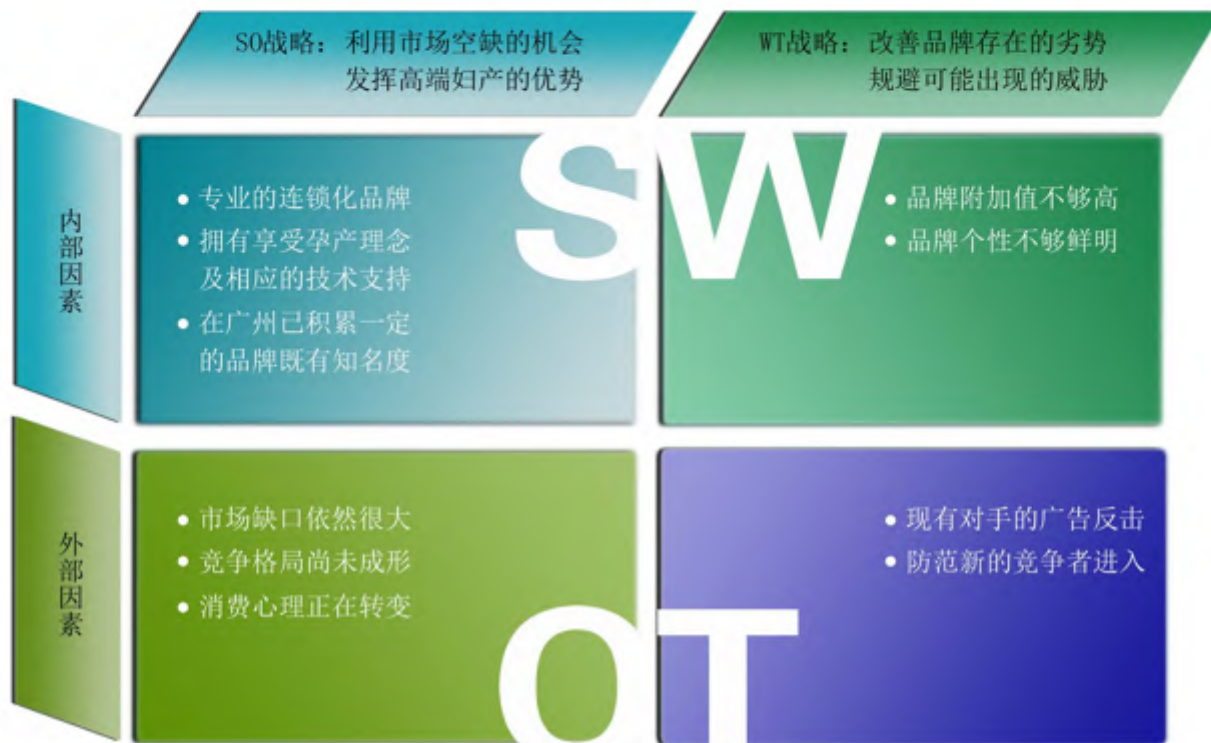 SO战略：利用市场空缺的机会
发挥高端妇产的优势
WT战略：改善品牌存在的劣势
规避可能出现的威胁
内部因素
• 专业的连锁化品牌
• 拥有享受孕产理念
及相应的技术支持
• 在广州已积累一定
的品牌既有知名度
S
W
• 品牌附加值不够高
• 品牌个性不够鲜明
外部因素
• 市场缺口依然很大
• 竞争格局尚未成形
• 消费心理正在转变
O
T
• 现有对手的广告反击
• 防范新的竞争者进入